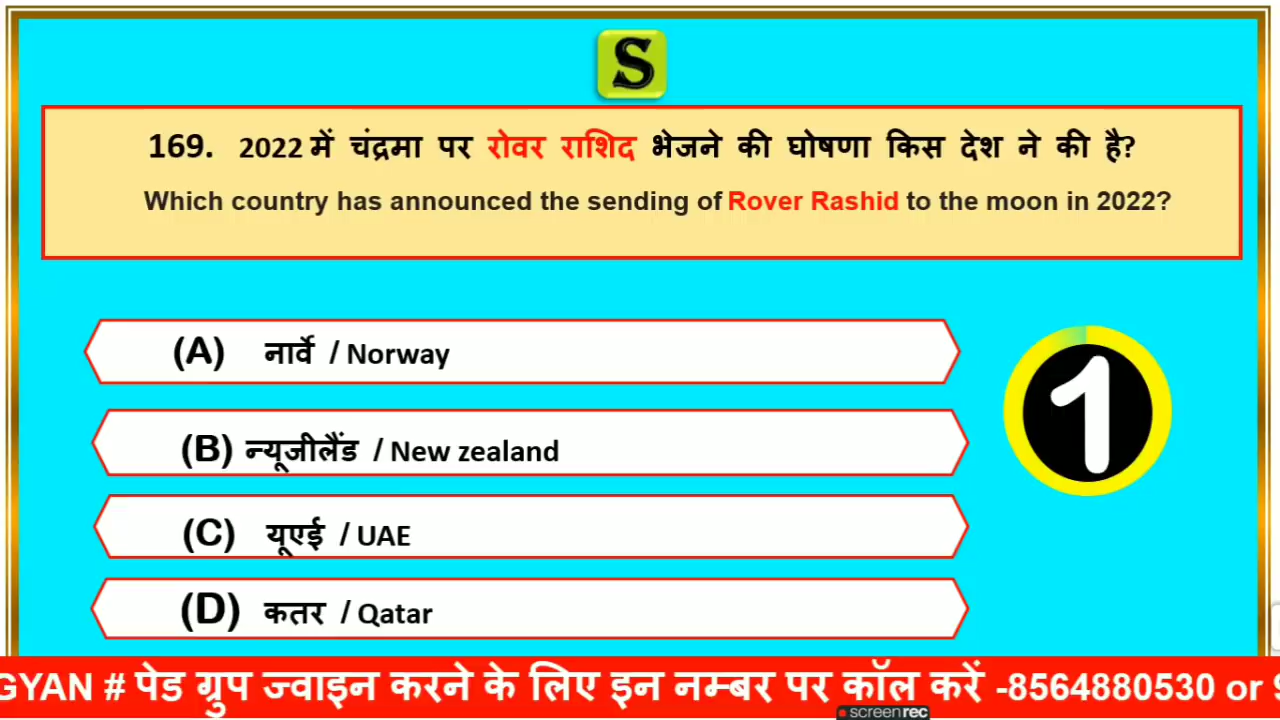 S
169. 2022 में चंद्रमा पर रोवर राशिद भेजने की घोषणा किस देश ने की है?
Which country has announced the sending of Rover Rashid to the moon in 2022?
(A) नार्वे / Norway
1
(B) न्यूजीलैंड / New zealand
(C) यूएई / UAE
(D) कतर / Qatar
GYAN # पेड ग्रुप ज्वाइन करने के लिए इन नम्बर पर कॉल करें -8564880530 or 9
screenrec